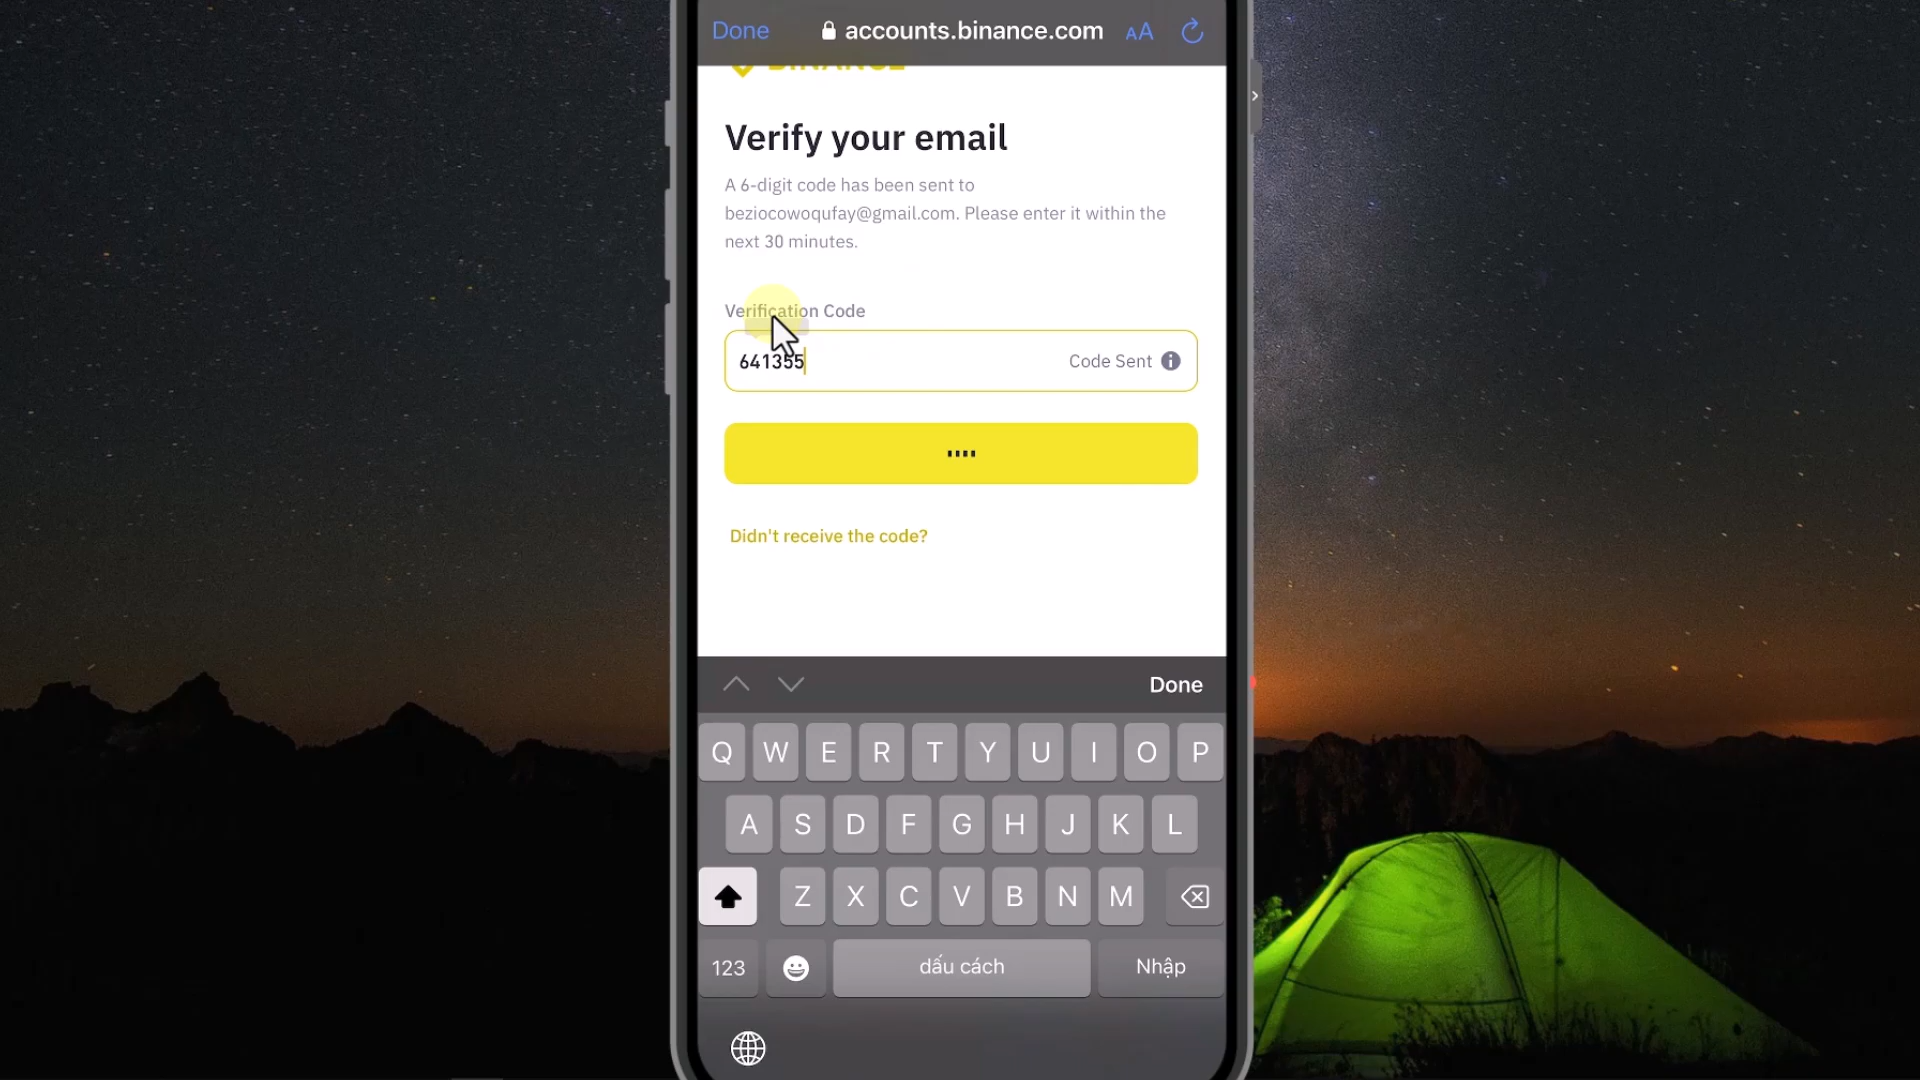 Done accounts.binance.com AA
BINANCE
Verify your email
A 6-digit code has been sent to
beziocowoqufay@gmail.com. Please enter it within the
next 30 minutes.
Verification Code
641355 Code Sent
Didn't receive the code?
Done
Q W E R T Y U I O P
A S D F G H J K L
Z X C V B N M
123 dấu cách Nhập